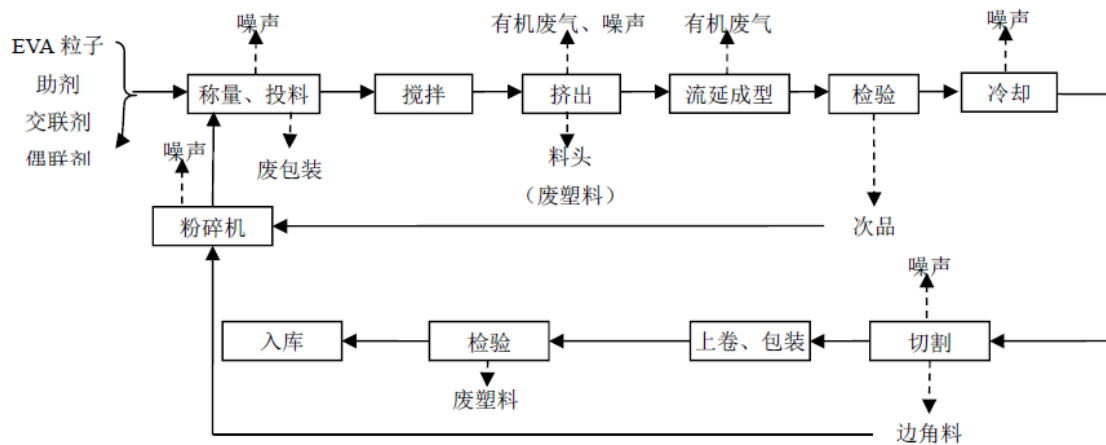 噪声
有机废气、噪声
有机废气
噪声
EVA 粒子
助剂
交联剂
偶联剂
称量、投料
搅拌
挤出
流延成型
检验
冷却
噪声
废包装
料头
（废塑料）
粉碎机
次品
噪声
入库
检验
上卷、包装
切割
废塑料
边角料